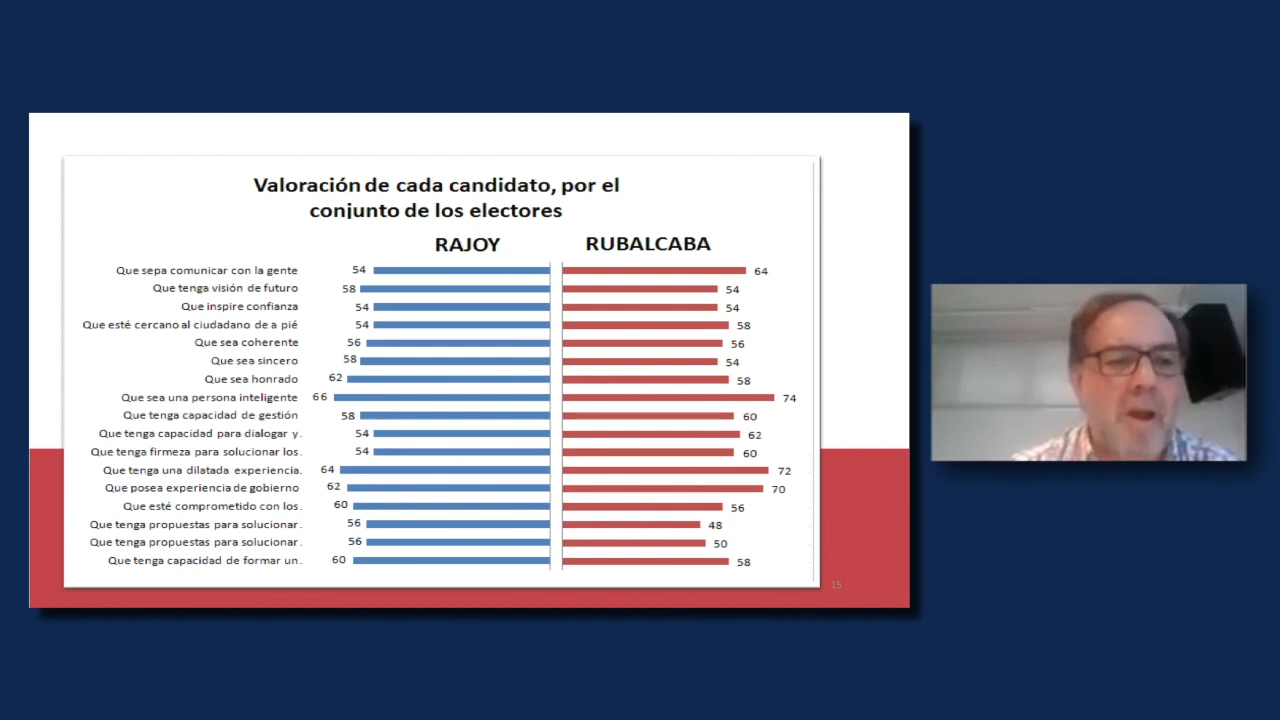 Valoración de cada candidato, por el
conjunto de los electores
RAJOY RUBALCABA
Que sepa comunicar con la gente 54 64
Que tenga visión de futuro 58 54
Que inspire confianza 54 54
Que esté cercano al ciudadano de a pié 54 58
Que sea coherente 56 56
Que sea sincero 58 54
Que sea honrado 62 58
Que sea una persona inteligente 66 74
Que tenga capacidad de gestión 58 60
Que tenga capacidad para dialogar y. 54 62
Que tenga firmeza para solucionar los. 54 60
Que tenga una dilatada experiencia. 64 72
Que posea experiencia de gobierno 62 70
Que esté comprometido con los. 60 56
Que tenga propuestas para solucionar. 56 48
Que tenga propuestas para solucionar. 56 50
Que tenga capacidad de formar un. 60 58
15